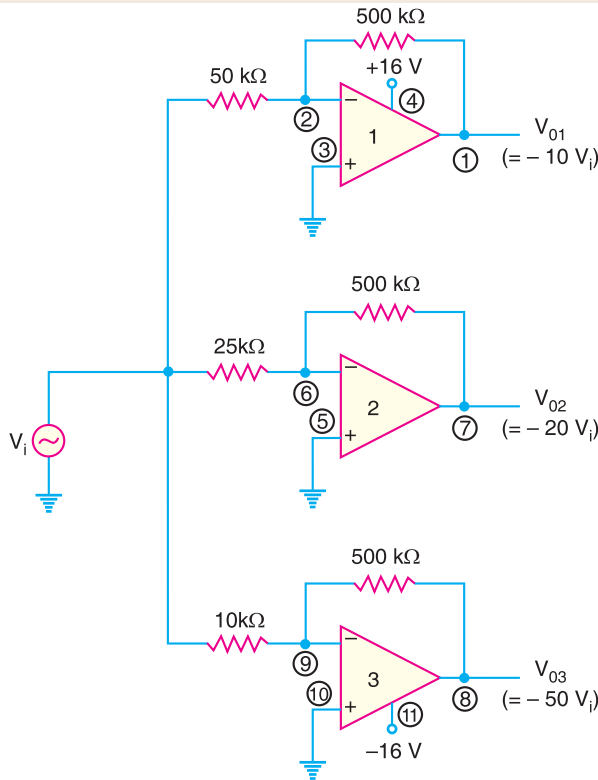 500 kΩ
+16 V
50 kΩ
④
②
−
1
③
+
①
V01
(= – 10 Vi)
500 kΩ
25kΩ
−
⑥
2
⑤
+
⑦
V02
(= – 20 Vi)
Vi
500 kΩ
10kΩ
−
⑨
3
⑩
+
⑧
V03
(= – 50 Vi)
⑪
–16 V